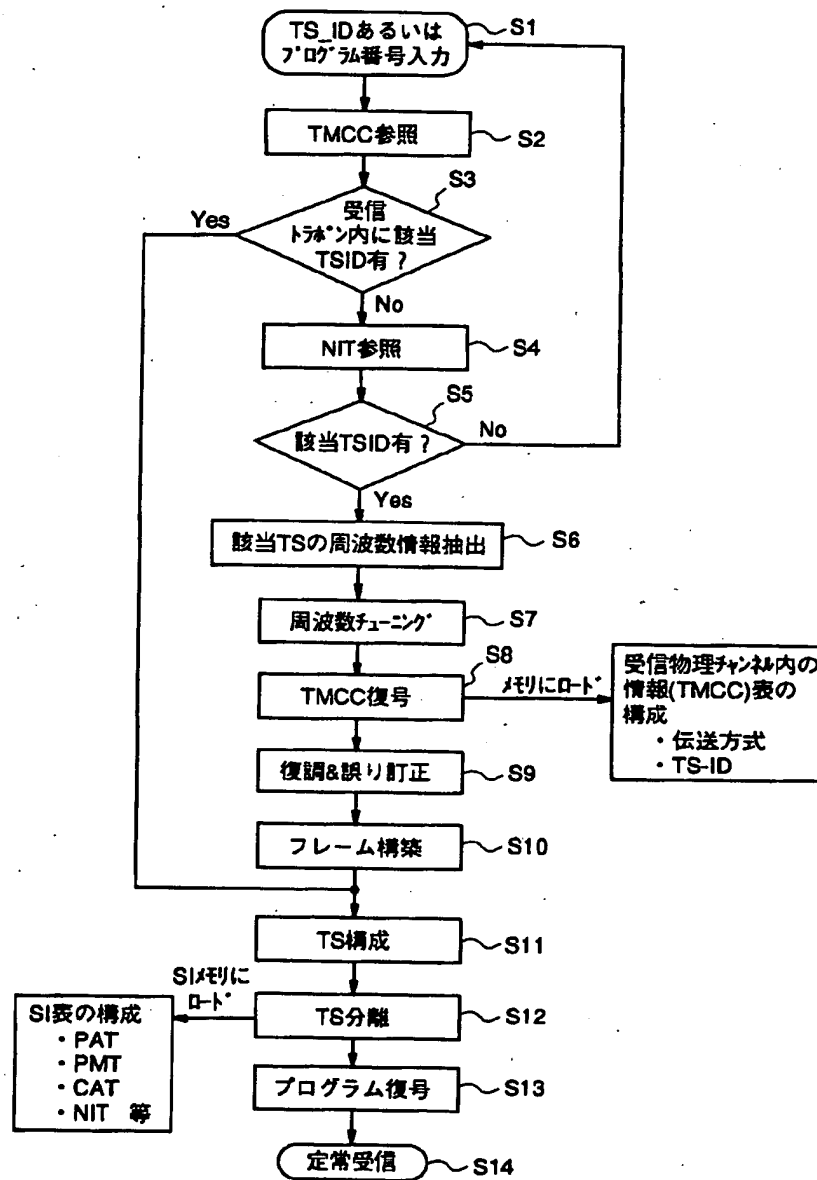 TS_IDあるいは
プログラム番号入力
S1
TMCC参照
S2
S3
受信
トラポン内に該当
TSID有？
Yes
No
NIT参照
S4
S5
該当TSID有？
No
Yes
該当TSの周波数情報抽出
S6
周波数チューニング
S7
S8
TMCC復号
メモリにロード
受信物理チャンネル内の
情報(TMCC)表の
構成
・伝送方式
・TS-ID
復調&誤り訂正
S9
フレーム構築
S10
TS構成
S11
SIメモリに
ロード
TS分離
S12
SI表の構成
・PAT
・PMT
・CAT
・NIT 等
プログラム復号
S13
定常受信
S14